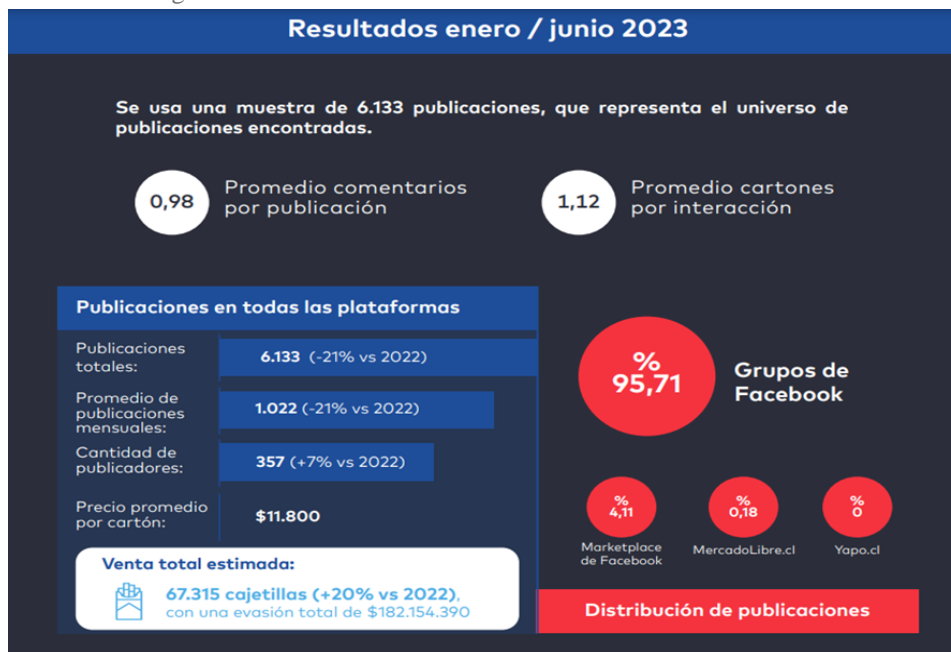 Resultados enero / junio 2023
Se usa una muestra de 6.133 publicaciones, que representa el universo de
publicaciones encontradas.
0,98
Promedio comentarios
por publicación
1,12
Promedio cartones
por interacción
Publicaciones en todas las plataformas
Publicaciones
totales:
6.133 (-21% vs 2022)
Promedio de
publicaciones
mensuales:
1.022 (-21% vs 2022)
Cantidad de
publicadores:
357 (+7% vs 2022)
Precio promedio
por cartón:
$11.800
Venta total estimada:
67.315 cajetillas (+20% vs 2022),
con una evasión total de $182.154.390
%
95,71
Grupos de
Facebook
%
4,11
Marketplace
de Facebook
%
0,18
MercadoLibre.cl
%
0
Yapo.cl
Distribución de publicaciones